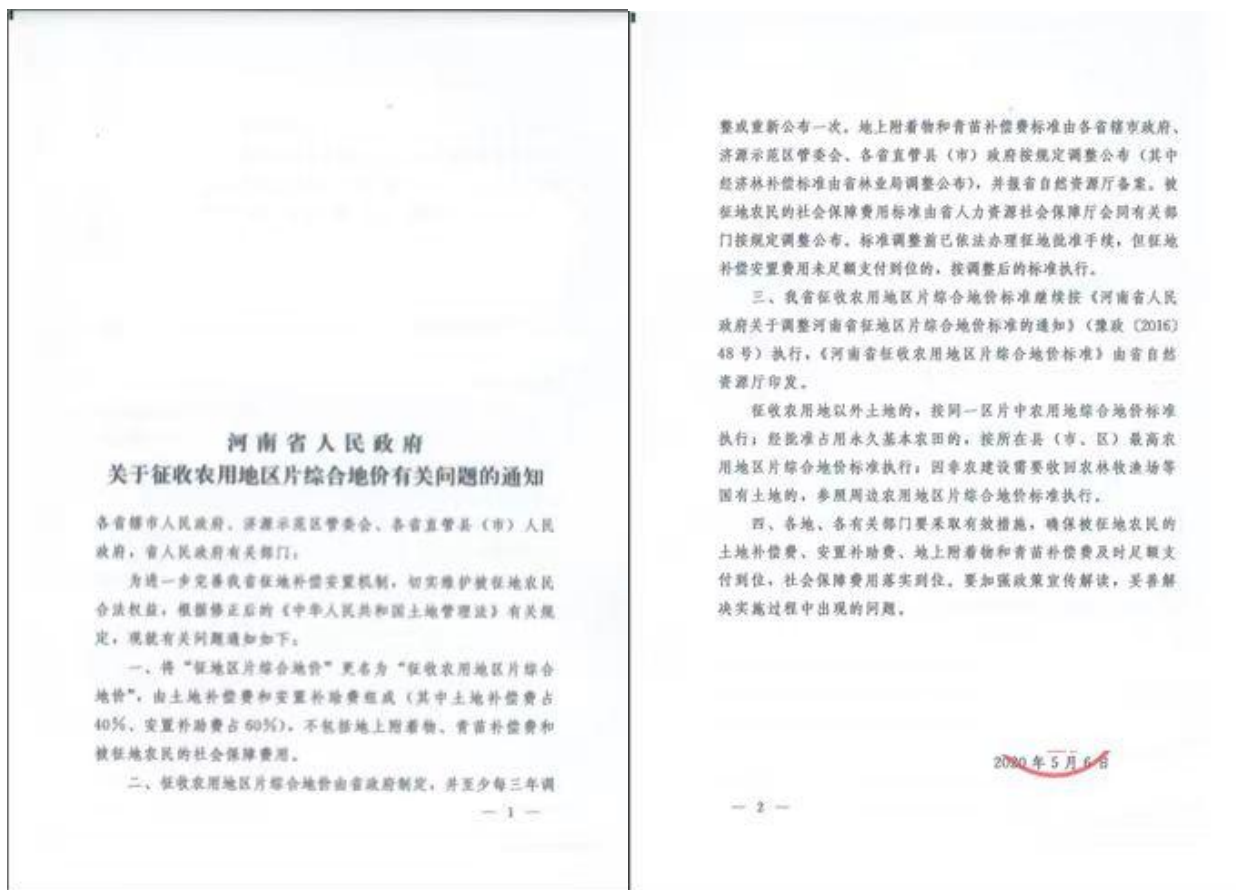 河南省人民政府
关于征收农用地区片综合地价有关问题的通知
各省辖市人民政府、济源示范区管委会、各省直管县（市）人民
政府，省人民政府有关部门：
为进一步完善我省征地补偿安置机制，切实维护被征地农民
合法权益，根据修正后的《中华人民共和国土地管理法》有关规
定，现就有关问题通知如下：
一、将“征地区片综合地价”更名为“征收农用地区片综合
地价”，由土地补偿费和安置补助费组成（其中土地补偿费占
40%、安置补助费占60%），不包括地上附着物、青苗补偿费和
被征地农民的社会保障费用。
二、征收农用地区片综合地价由省政府制定，并至少每三年调
— 1 —
整或重新公布一次。地上附着物和青苗补偿费标准由各省辖市政府、
济源示范区管委会、各省直管县（市）政府按规定调整公布（其中
经济林补偿标准由省林业局调整公布），并报省自然资源厅备案。被
征地农民的社会保障费用标准由省人力资源社会保障厅会同有关部
门按规定调整公布。标准调整前已依法办理征地批准手续，但征地
补偿安置费用未足额支付到位的，按调整后的标准执行。
三、我省征收农用地区片综合地价标准继续按《河南省人民
政府关于调整河南省征地区片综合地价标准的通知》（豫政〔2016〕
48号）执行，《河南省征收农用地区片综合地价标准》由省自然
资源厅印发。
征收农用地以外土地的，按同一区片中农用地综合地价标准
执行；经批准占用永久基本农田的，按所在县（市、区）最高农
用地区片综合地价标准执行；因非农建设需要收回农林牧渔场等
国有土地的，参照周边农用地区片综合地价标准执行。
四、各地、各有关部门要采取有效措施，确保被征地农民的
土地补偿费、安置补助费、地上附着物和青苗补偿费及时足额支
付到位，社会保障费用落实到位。要加强政策宣传解读，妥善解
决实施过程中出现的问题。
2020年5月6日
— 2 —